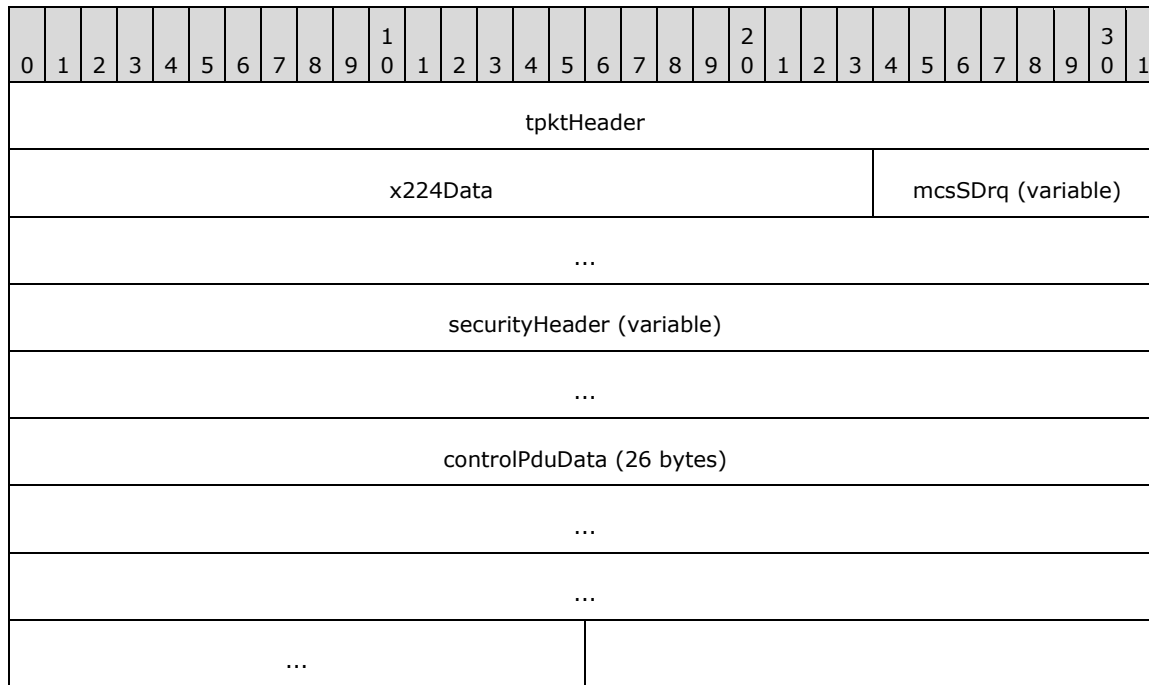 1 2 3
0 1 2 3 4 5 6 7 8 9 0 1 2 3 4 5 6 7 8 9 0 1 2 3 4 5 6 7 8 9 0 1
tpktHeader
x224Data mcsSDrq (variable)
...
securityHeader (variable)
...
controlPduData (26 bytes)
...
...
...